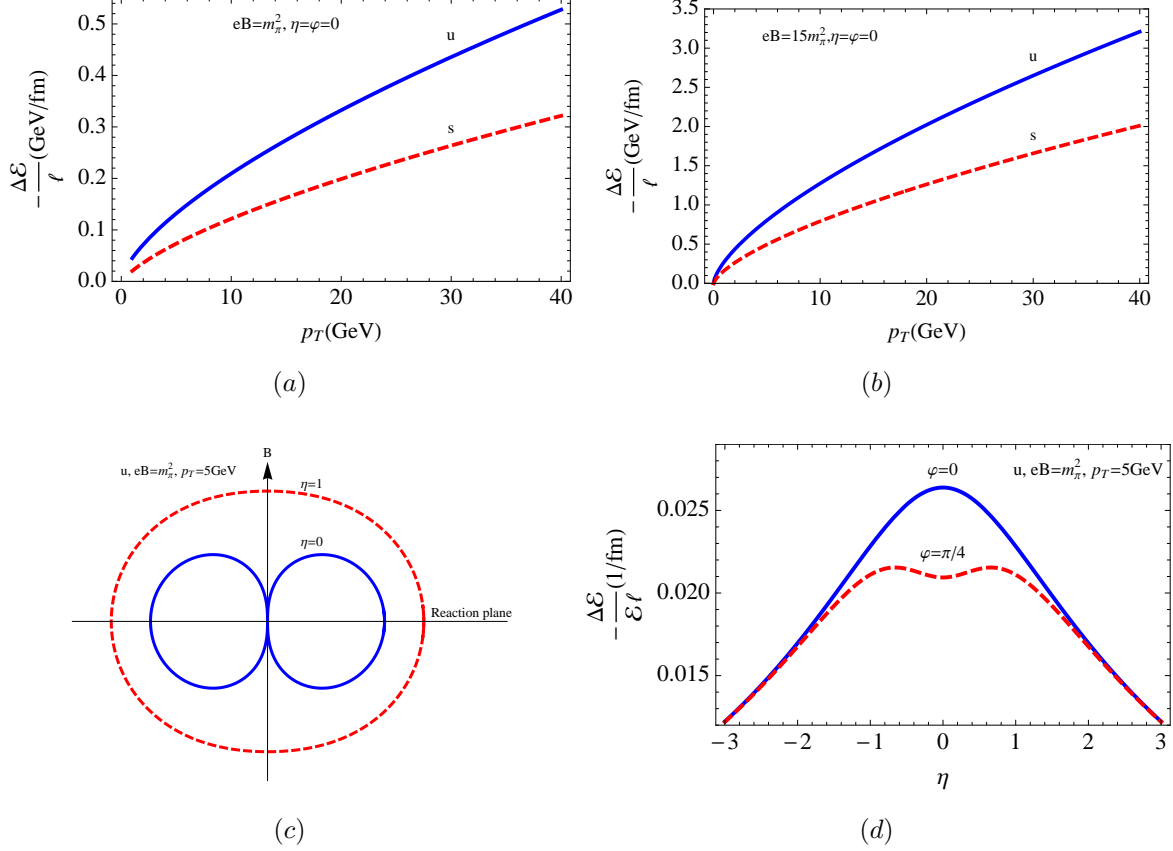 eB=m_π^2, η=φ=0
u
s
0.5
0.4
0.3
0.2
0.1
0.0
0 10 20 30 40
-Δℰ/ℓ (GeV/fm)
p_T(GeV)
(a)
eB=15m_π^2,η=φ=0
u
s
3.5
3.0
2.5
2.0
1.5
1.0
0.5
0.0
0 10 20 30 40
-Δℰ/ℓ (GeV/fm)
p_T(GeV)
(b)
B
u, eB=m_π^2, p_T=5GeV
η=1
η=0
Reaction plane
(c)
φ=0
u, eB=m_π^2, p_T=5GeV
φ=π/4
0.025
0.020
0.015
-3 -2 -1 0 1 2 3
-Δℰ/ℰℓ (1/fm)
η
(d)